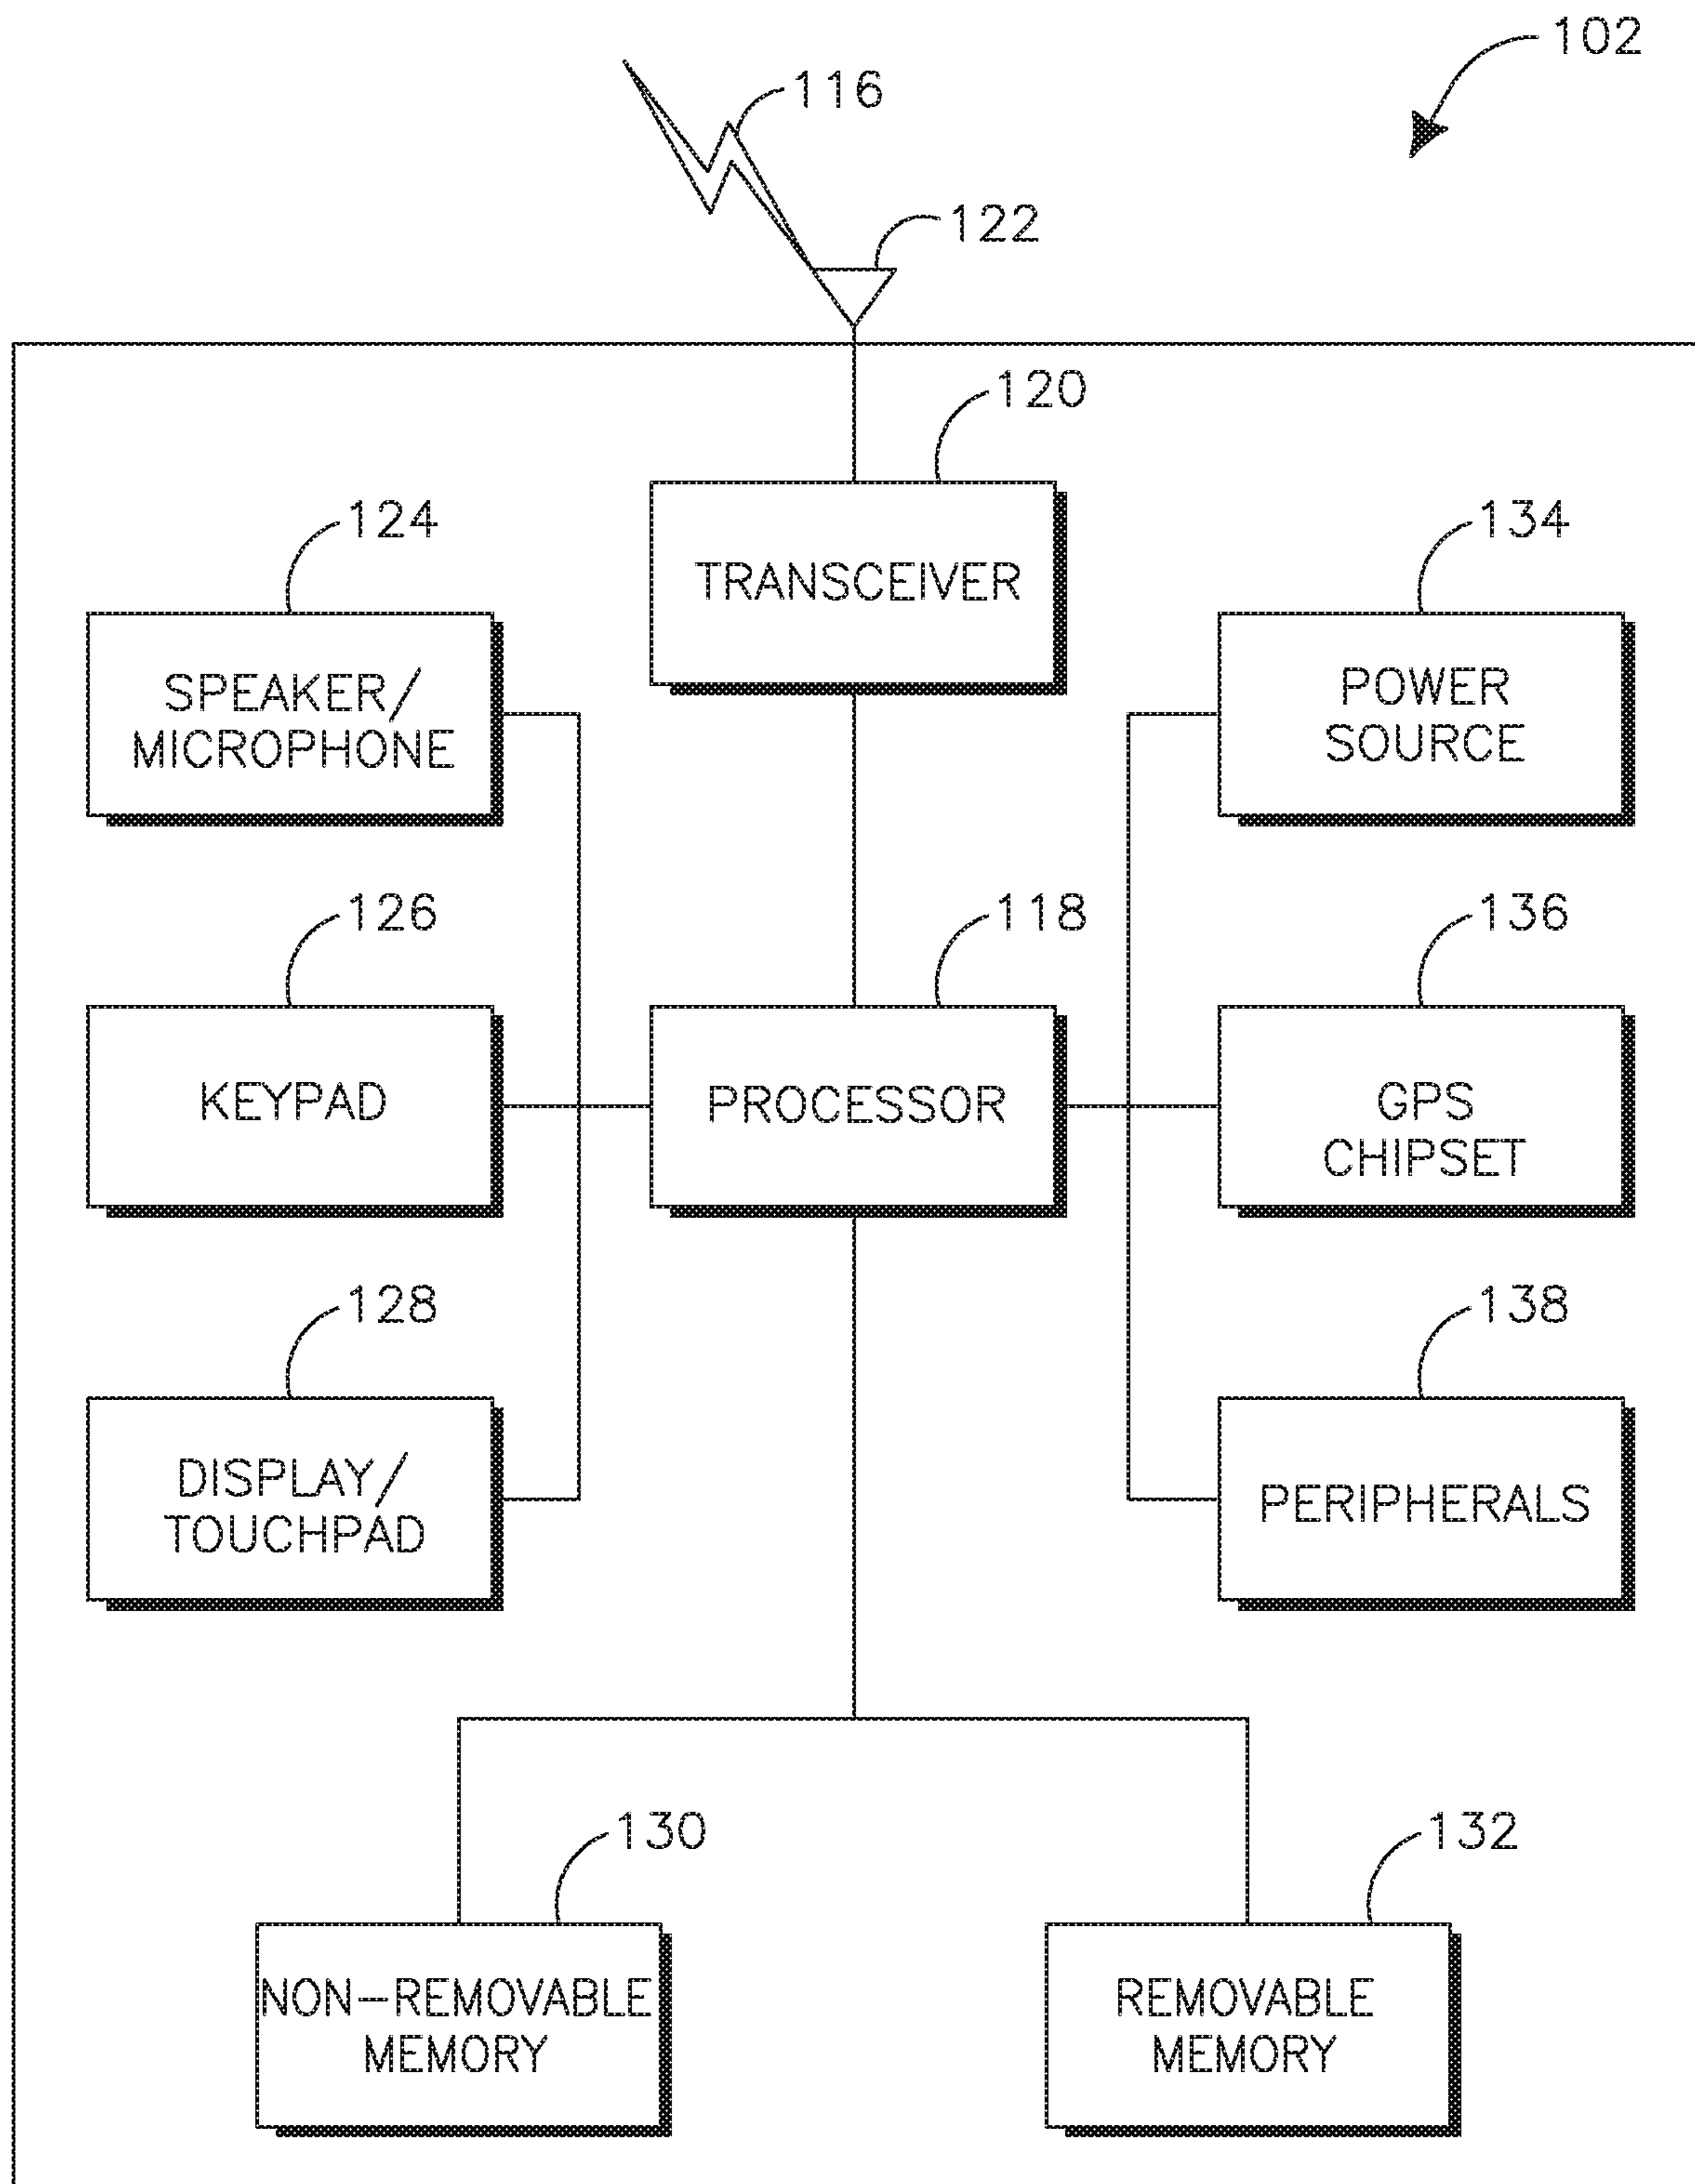 102
116
122
120
TRANSCEIVER
124
SPEAKER/
MICROPHONE
134
POWER
SOURCE
126
KEYPAD
118
PROCESSOR
136
GPS
CHIPSET
128
DISPLAY/
TOUCHPAD
138
PERIPHERALS
130
NON-REMOVABLE
MEMORY
132
REMOVABLE
MEMORY